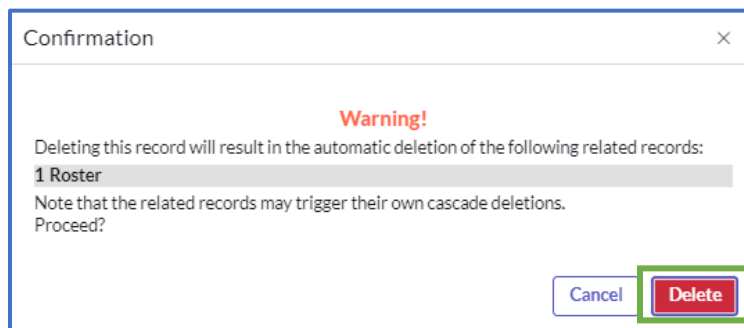 Confirmation
Warning!
Deleting this record will result in the automatic deletion of the following related records:
1 Roster
Note that the related records may trigger their own cascade deletions.
Proceed?
Cancel Delete